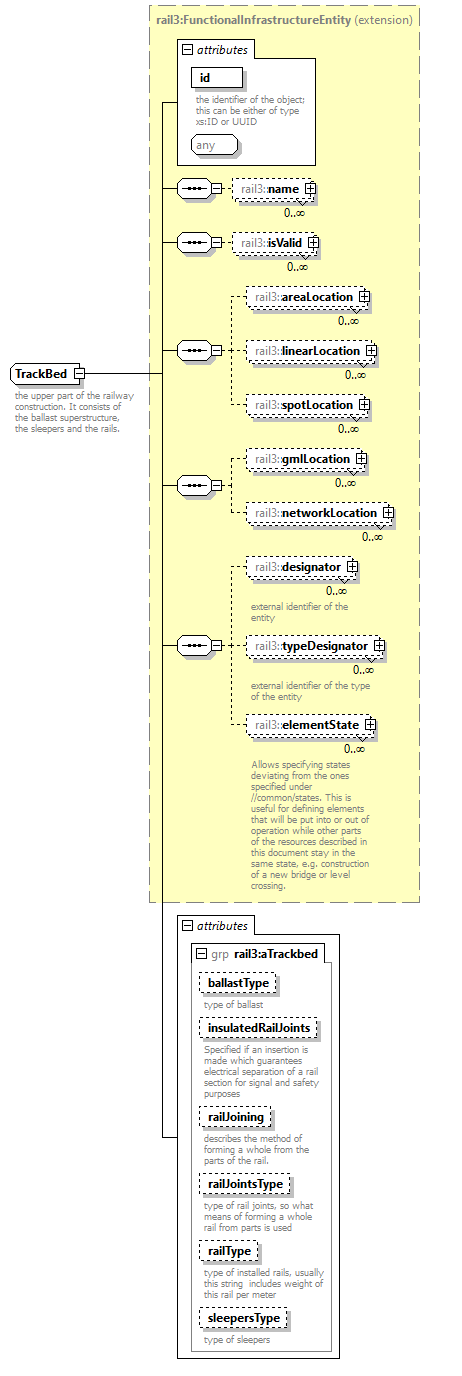 rail3:FunctionalInfrastructureEntity (extension)
attributes
id
the identifier of the object;
this can be either of type
xs:ID or UUID
any
rail3::name
0..∞
rail3::isValid
0..∞
rail3::areaLocation
0..∞
rail3::linearLocation
0..∞
rail3::spotLocation
0..∞
TrackBed
the upper part of the railway
construction. It consists of
the ballast superstructure,
the sleepers and the rails.
rail3::gmlLocation
0..∞
rail3::networkLocation
0..∞
rail3::designator
0..∞
external identifier of the
entity
rail3::typeDesignator
0..∞
external identifier of the type
of the entity
rail3::elementState
0..∞
Allows specifying states
deviating from the ones
specified under
//common/states. This is
useful for defining elements
that will be put into or out of
operation while other parts
of the resources described in
this document stay in the
same state, e.g. construction
of a new bridge or level
crossing.
attributes
grp rail3:aTrackbed
ballastType
type of ballast
insulatedRailJoints
Specified if an insertion is
made which guarantees
electrical separation of a rail
section for signal and safety
purposes
railJoining
describes the method of
forming a whole from the
parts of the rail.
railJointsType
type of rail joints, so what
means of forming a whole
rail from parts is used
railType
type of installed rails, usually
this string includes weight of
this rail per meter
sleepersType
type of sleepers